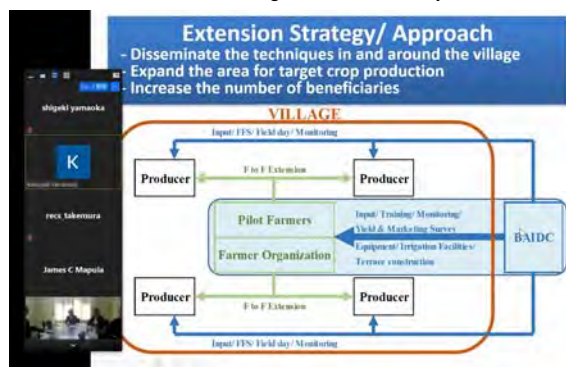 Extension Strategy/ Approach
- Disseminate the techniques in and around the village
- Expand the area for target crop production
- Increase the number of beneficiaries
shigeki yamaoka
K
recs_takemura
James C Mapula
VILLAGE
Input/ FFS/ Field day/ Monitoring
Producer
Producer
F to F Extension
Pilot Farmers
Farmer Organization
Input/ Training/ Monitoring/
Yield & Marketing Survey
Equipment/ Irrigation Facilities/
Terrace construction
BAIDC
Producer
Producer
F to F Extension
Input/ FFS/ Field day/ Monitoring